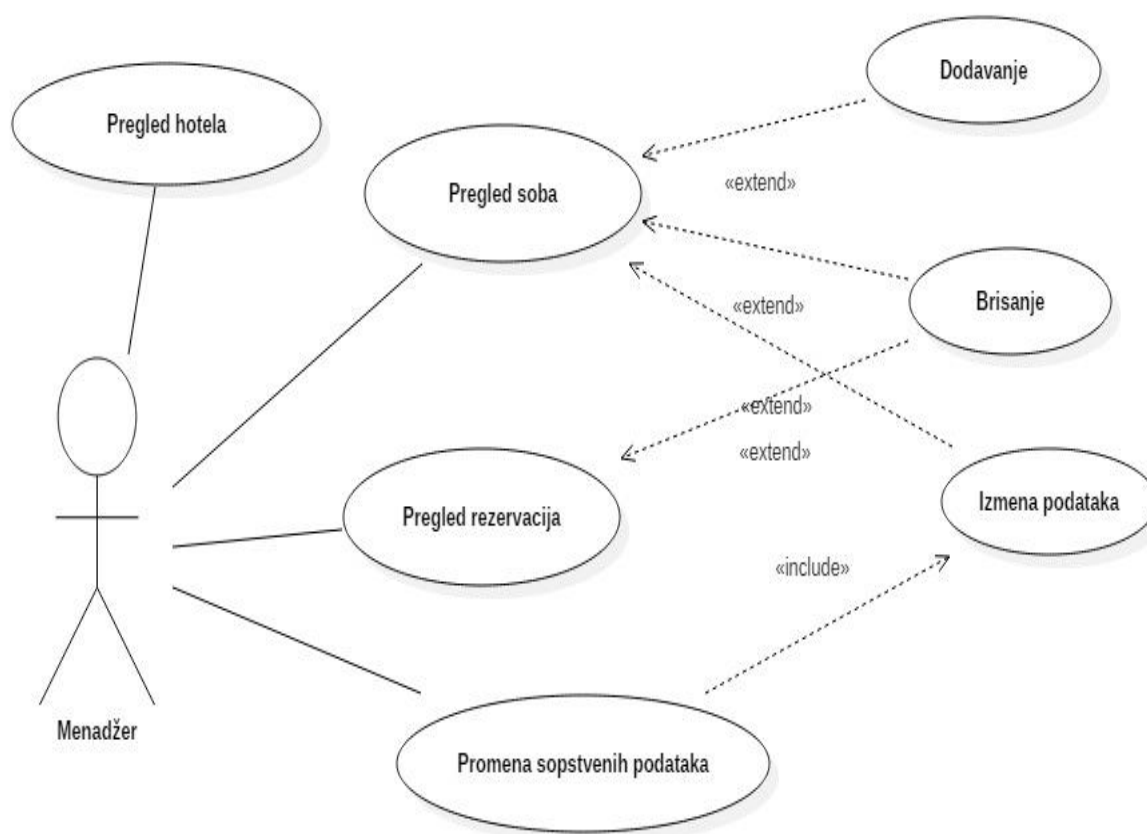 Dodavanje
Pregled hotela
Pregled soba
«extend»
Brisanje
«extend»
«extend»
«extend»
Izmena podataka
Pregled rezervacija
«include»
Menadžer
Promena sopstvenih podataka